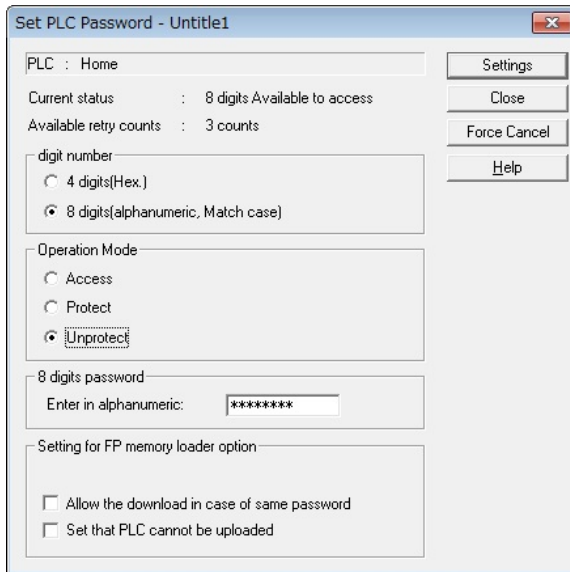 Set PLC Password - Untitle1
PLC : Home
Settings
Current status : 8 digits Available to access
Close
Available retry counts : 3 counts
Force Cancel
digit number
Help
4 digits(Hex.)
8 digits(alphanumeric, Match case)
Operation Mode
Access
Protect
Unprotect
8 digits password
Enter in alphanumeric: ********
Setting for FP memory loader option
Allow the download in case of same password
Set that PLC cannot be uploaded